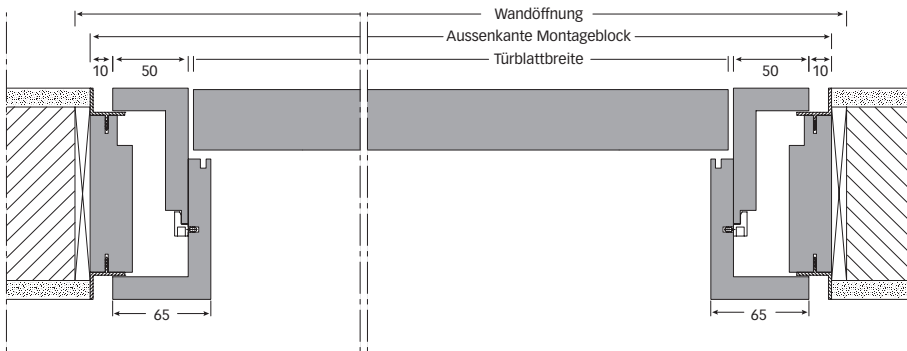 Wandöffnung
Aussenkante Montageblock
Türblattbreite
10 50 50 10
65 65